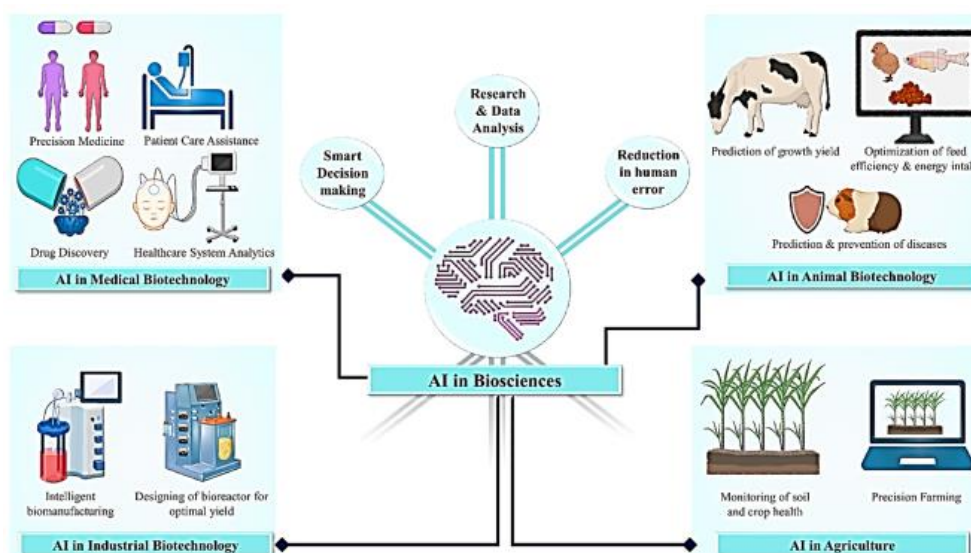 Precision Medicine
Patient Care Assistance
Drug Discovery
Healthcare System Analytics
AI in Medical Biotechnology
Smart
Decision
making
Research
& Data
Analysis
Reduction
in human
error
AI in Biosciences
Prediction of growth yield
Optimization of feed
efficiency & energy intak
Prediction & prevention of diseases
AI in Animal Biotechnology
Intelligent
biomanufacturing
Designing of bioreactor for
optimal yield
AI in Industrial Biotechnology
Monitoring of soil
and crop health
Precision Farming
AI in Agriculture